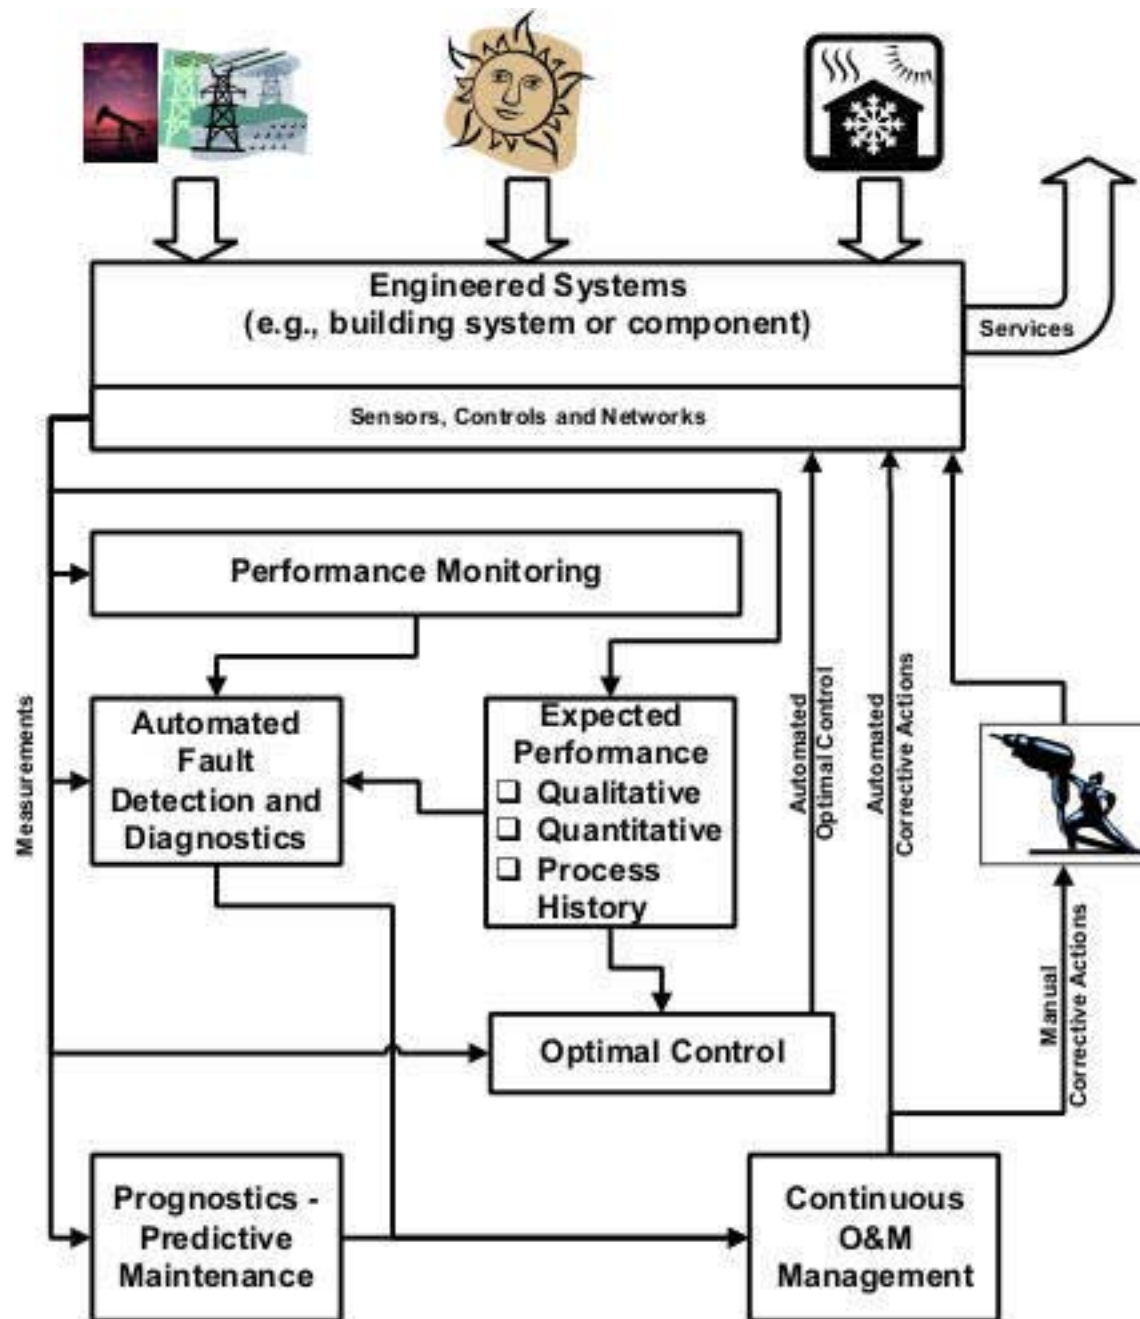 Engineered Systems
(e.g., building system or component)
Services
Sensors, Controls and Networks
Performance Monitoring
Measurements
Automated
Fault
Detection and
Diagnostics
Expected
Performance
❑ Qualitative
❑ Quantitative
❑ Process
History
Automated
Optimal Control
Automated
Corrective Actions
Manual
Corrective Actions
Optimal Control
Prognostics -
Predictive
Maintenance
Continuous
O&M
Management